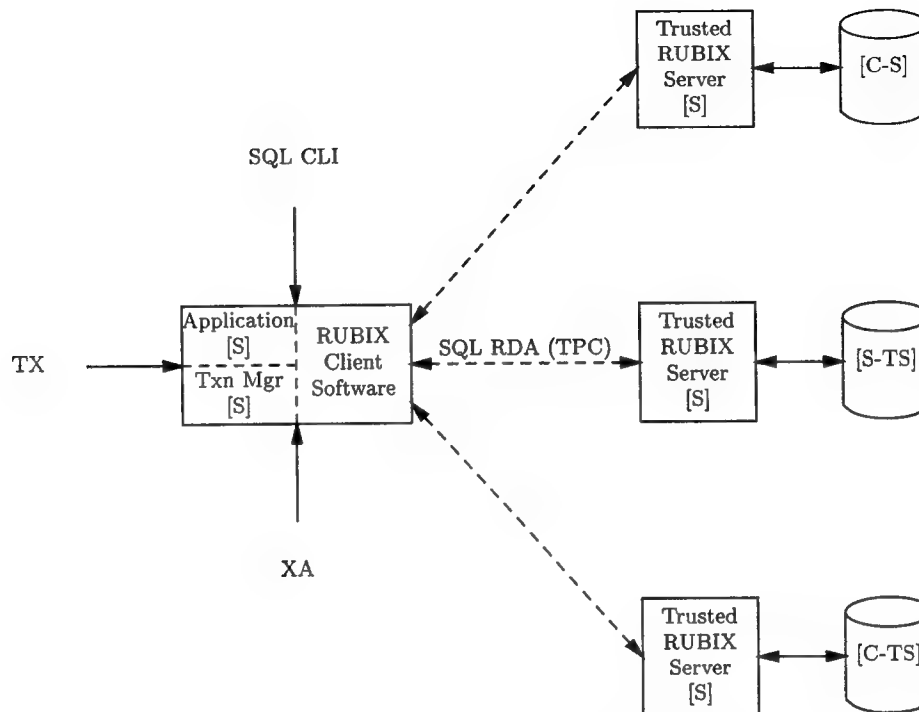 Trusted
RUBIX
Server
[S]
[C-S]
SQL CLI
Application
[S]
RUBIX
Client
Software
Txn Mgr
[S]
TX
SQL RDA (TPC)
Trusted
RUBIX
Server
[S]
[S-TS]
XA
Trusted
RUBIX
Server
[S]
[C-TS]